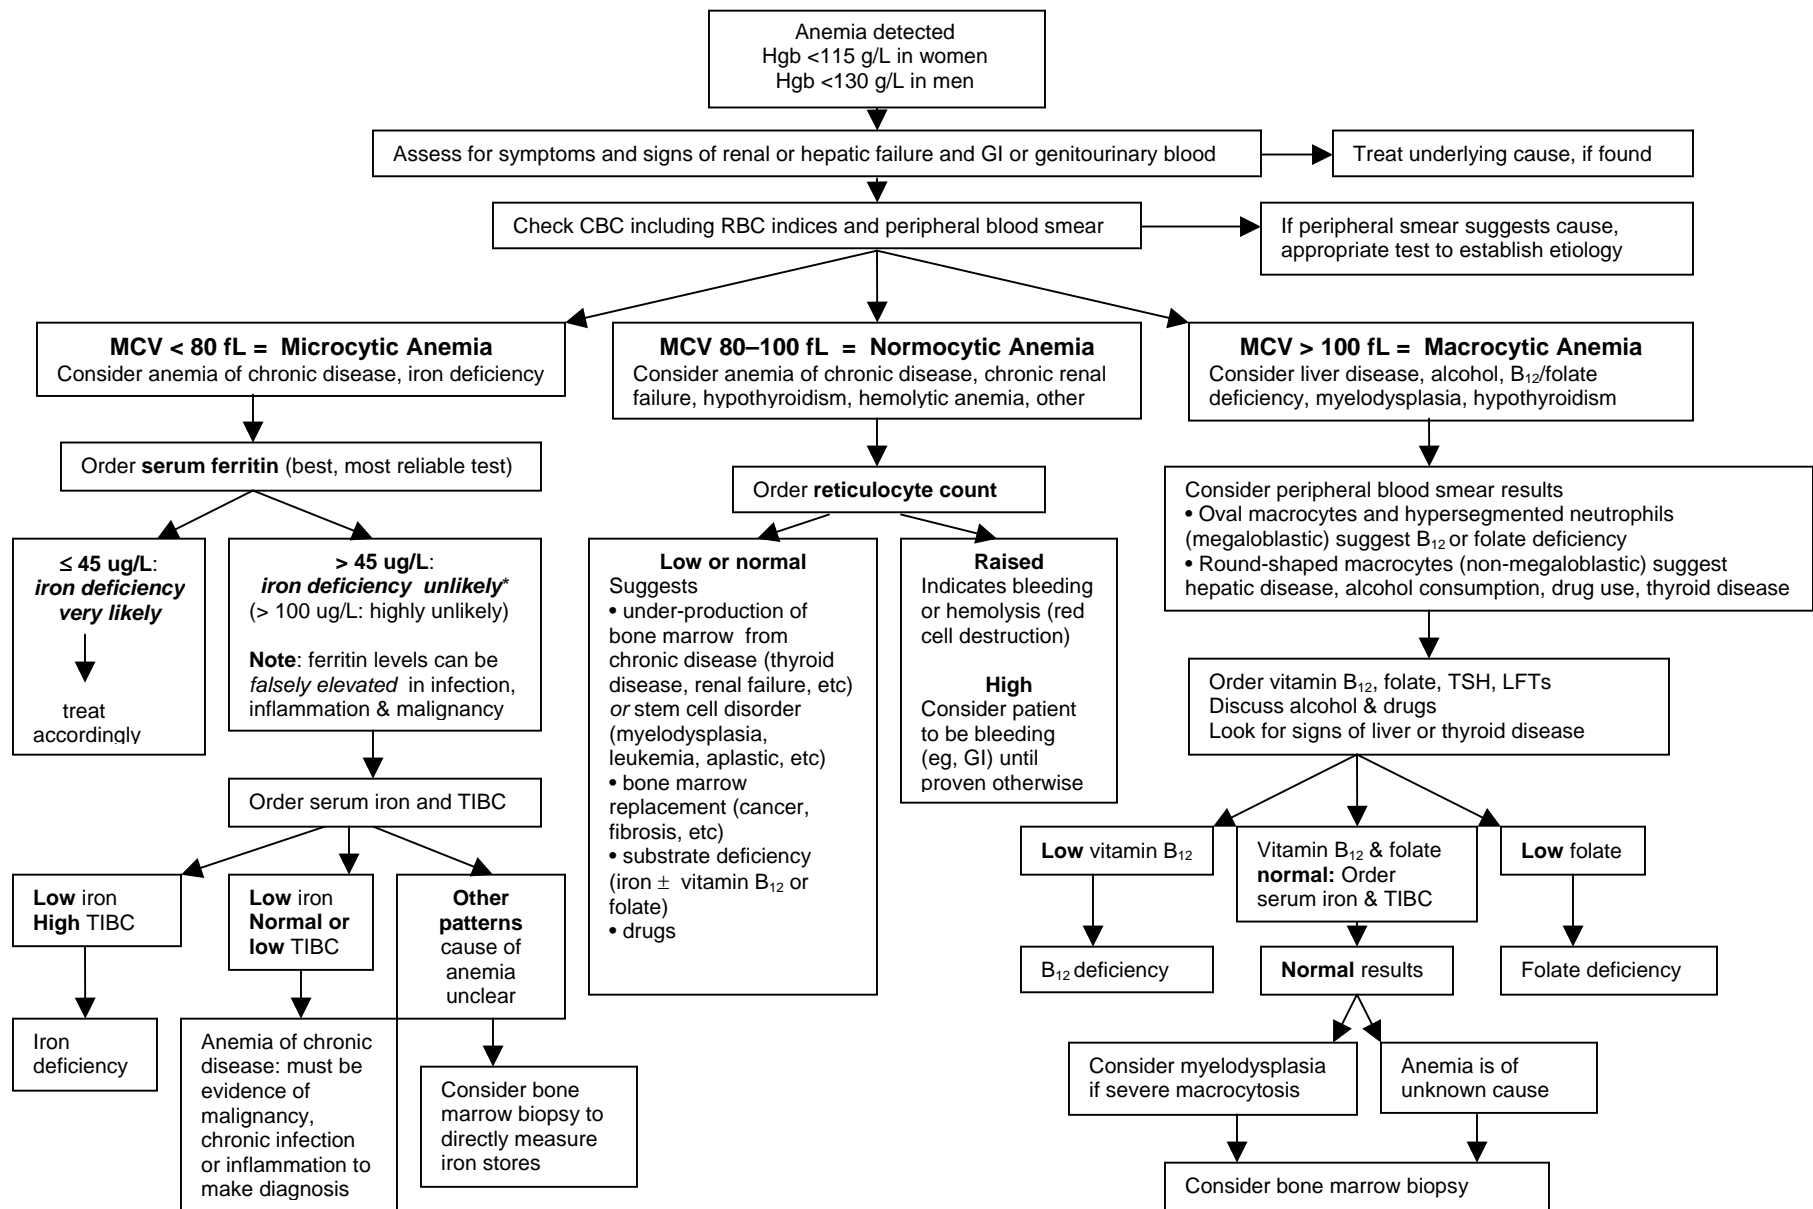 Anemia detected
Hgb <115 g/L in women
Hgb <130 g/L in men
Assess for symptoms and signs of renal or hepatic failure and GI or genitourinary blood
Treat underlying cause, if found
Check CBC including RBC indices and peripheral blood smear
If peripheral smear suggests cause,
appropriate test to establish etiology
MCV < 80 fL = Microcytic Anemia
Consider anemia of chronic disease, iron deficiency
MCV 80–100 fL = Normocytic Anemia
Consider anemia of chronic disease, chronic renal
failure, hypothyroidism, hemolytic anemia, other
MCV > 100 fL = Macrocytic Anemia
Consider liver disease, alcohol, B12/folate
deficiency, myelodysplasia, hypothyroidism
Order serum ferritin (best, most reliable test)
Order reticulocyte count
Consider peripheral blood smear results
• Oval macrocytes and hypersegmented neutrophils
(megaloblastic) suggest B12 or folate deficiency
• Round-shaped macrocytes (non-megaloblastic) suggest
hepatic disease, alcohol consumption, drug use, thyroid disease
≤ 45 ug/L:
iron deficiency
very likely
treat
accordingly
> 45 ug/L:
iron deficiency unlikely*
(> 100 ug/L: highly unlikely)
Note: ferritin levels can be
falsely elevated in infection,
inflammation & malignancy
Low or normal
Suggests
• under-production of
bone marrow from
chronic disease (thyroid
disease, renal failure, etc)
or stem cell disorder
(myelodysplasia,
leukemia, aplastic, etc)
• bone marrow
replacement (cancer,
fibrosis, etc)
• substrate deficiency
(iron ± vitamin B12 or
folate)
• drugs
Raised
Indicates bleeding
or hemolysis (red
cell destruction)
High
Consider patient
to be bleeding
(eg, GI) until
proven otherwise
Order vitamin B12, folate, TSH, LFTs
Discuss alcohol & drugs
Look for signs of liver or thyroid disease
Order serum iron and TIBC
Low vitamin B12
Vitamin B12 & folate
normal: Order
serum iron & TIBC
Low folate
Low iron
High TIBC
Low iron
Normal or
low TIBC
Other
patterns
cause of
anemia
unclear
B12 deficiency
Normal results
Folate deficiency
Iron
deficiency
Anemia of chronic
disease: must be
evidence of
malignancy,
chronic infection
or inflammation to
make diagnosis
Consider bone
marrow biopsy to
directly measure
iron stores
Consider myelodysplasia
if severe macrocytosis
Anemia is of
unknown cause
Consider bone marrow biopsy